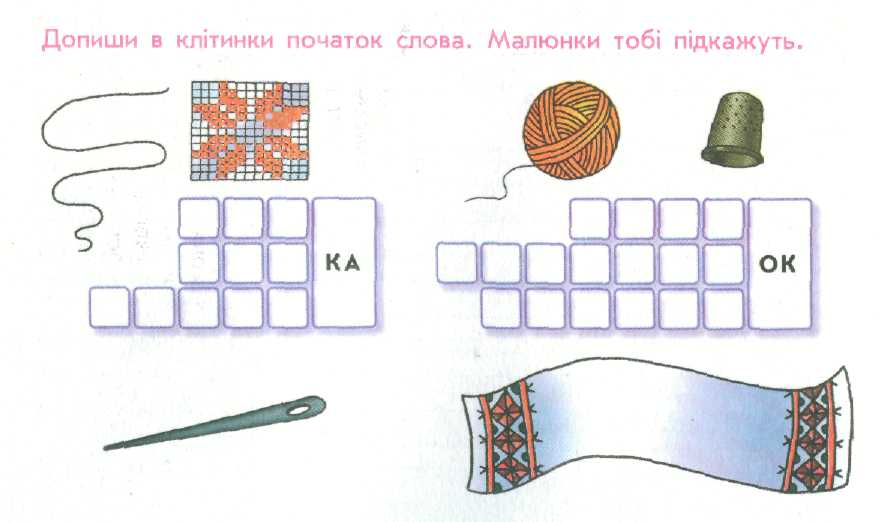 Допиши в клітинки початок слова. Малюнки тобі підкажуть.
КА
ОК